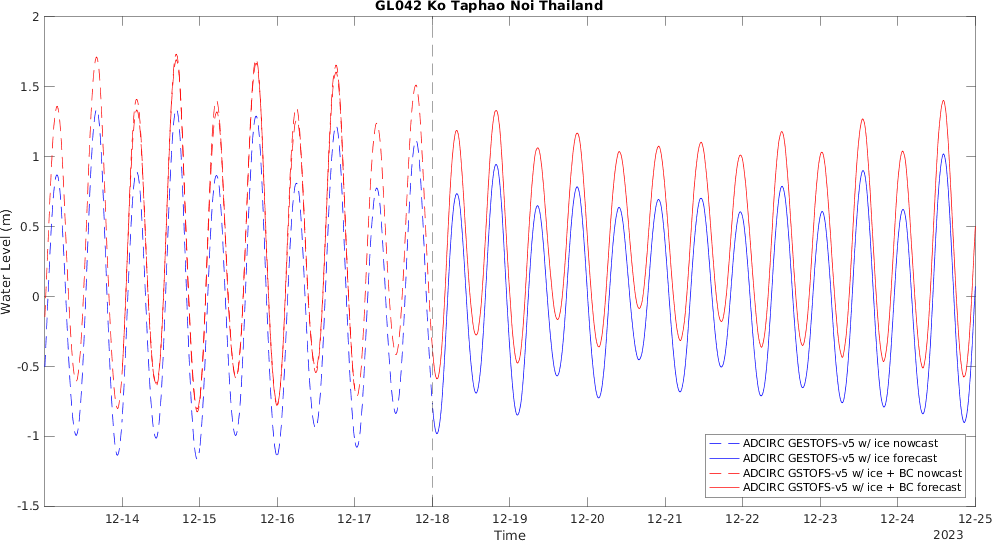 GL042 Ko Taphao Noi Thailand
2
1.5
1
0.5
0
-0.5
-1
-1.5
Water Level (m)
ADCIRC GESTOFS-v5 w/ ice nowcast
ADCIRC GESTOFS-v5 w/ ice forecast
ADCIRC GSTOFS-v5 w/ ice + BC nowcast
ADCIRC GSTOFS-v5 w/ ice + BC forecast
12-14 12-15 12-16 12-17 12-18 12-19 12-20 12-21 12-22 12-23 12-24 12-25
Time
2023